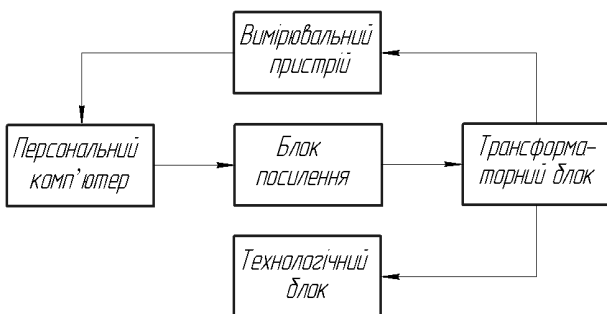 Вимірювальний
пристрій
Персональний
комп'ютер
Блок
посилення
Трансформа-
торний блок
Технологічний
блок